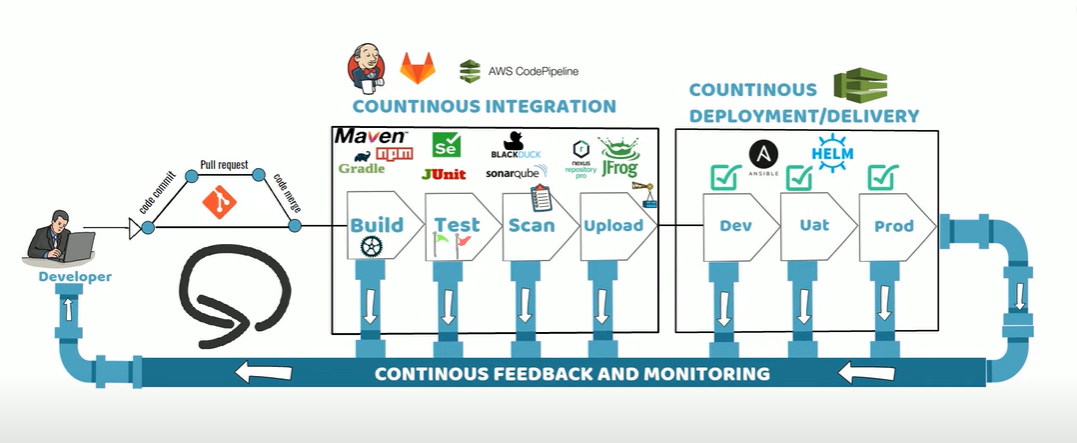 AWS CodePipeline
COUNTINOUS INTEGRATION
COUNTINOUS
DEPLOYMENT/DELIVERY
Maven
npm
Gradle
Se
JUnit
BLACKDUCK
sonarqube
nexus
repository
pro
JFrog
ANSIBLE
HELM
code commit
Pull request
code merge
Build
Test
Scan
Upload
Dev
Uat
Prod
Developer
CONTINOUS FEEDBACK AND MONITORING